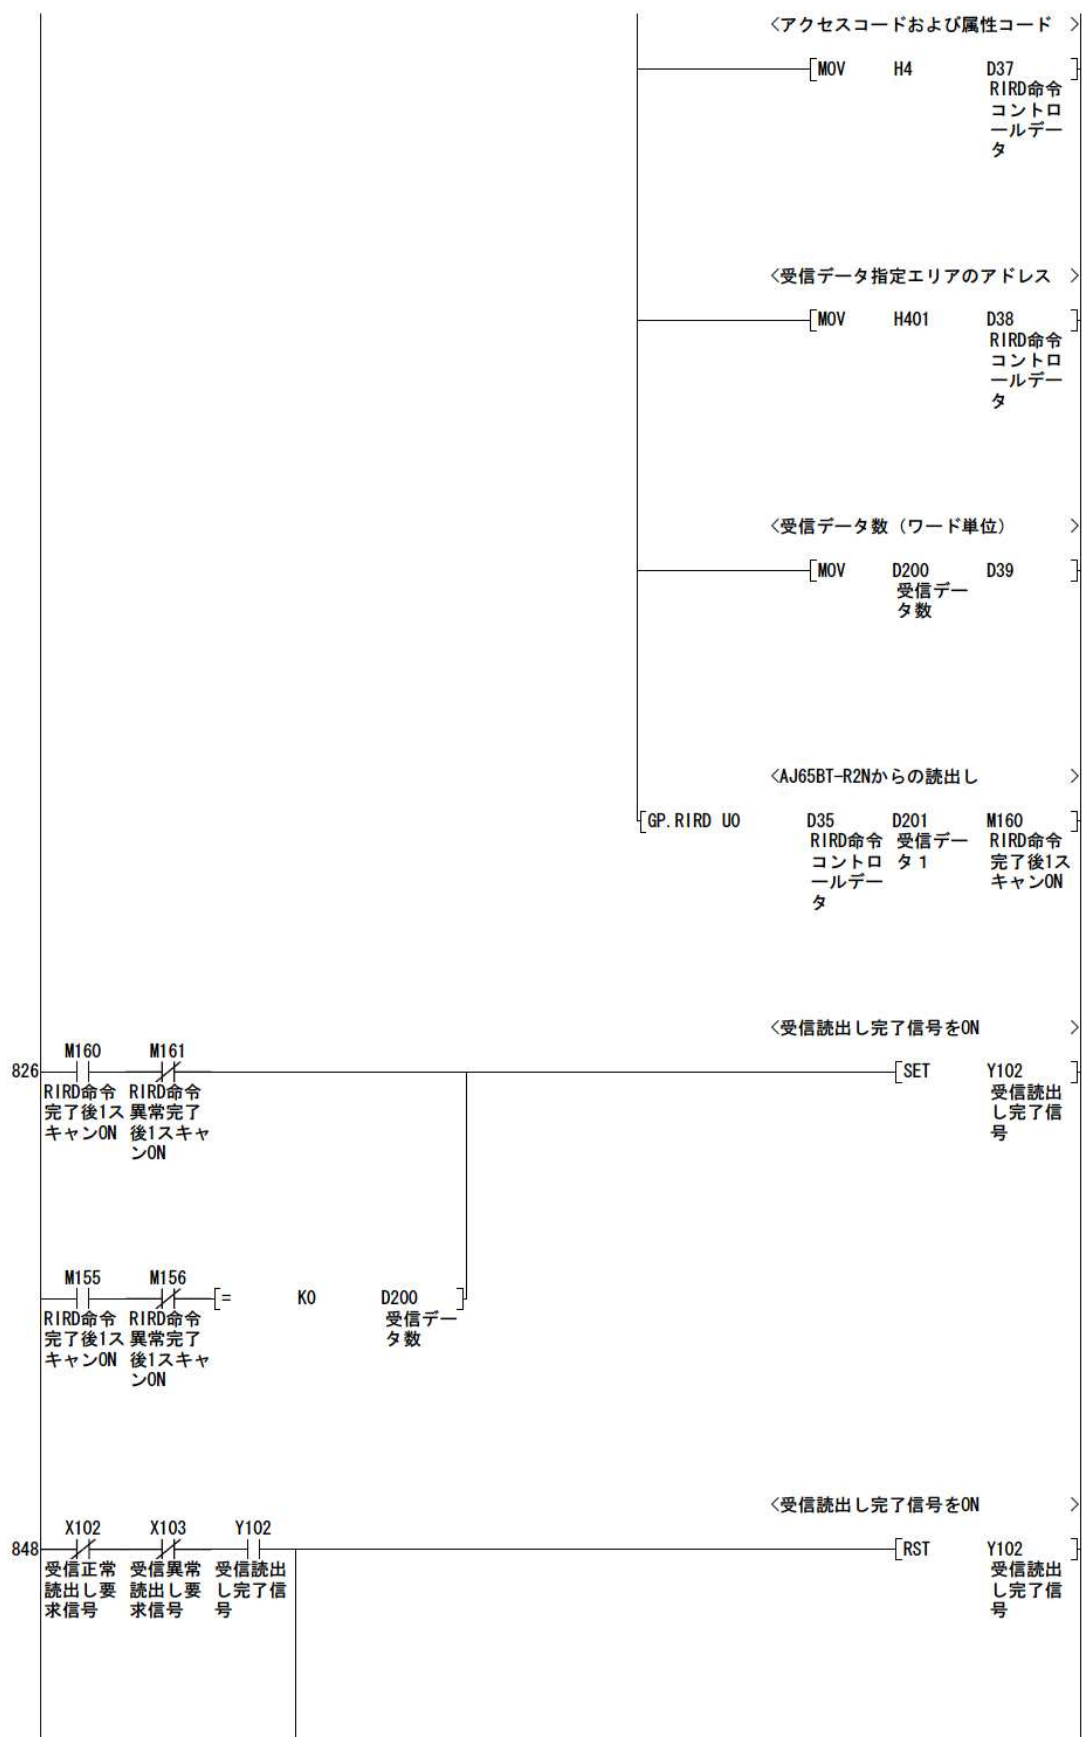 <アクセスコードおよび属性コード >
[MOV H4 D37 ]
RIRD命令
コントロ
ールデー
タ
<受信データ指定エリアのアドレス >
[MOV H401 D38 ]
RIRD命令
コントロ
ールデー
タ
<受信データ数（ワード単位） >
[MOV D200 D39 ]
受信デー
タ数
<AJ65BT-R2Nからの読出し >
[GP.RIRD U0 D35 D201 M160 ]
RIRD命令 受信デー RIRD命令
コントロ タ１ 完了後1ス
ールデー キャンON
タ
<受信読出し完了信号をON >
M160 M161
826 [SET Y102 ]
RIRD命令 RIRD命令 受信読出
完了後1ス 異常完了 し完了信
キャンON 後1スキャ 号
ンON
M155 M156
[= K0 D200 ]
RIRD命令 RIRD命令 受信デー
完了後1ス 異常完了 タ数
キャンON 後1スキャ
ンON
<受信読出し完了信号をON >
X102 X103 Y102
848 [RST Y102 ]
受信正常 受信異常 受信読出 受信読出
読出し要 読出し要 し完了信 し完了信
求信号 求信号 号 号